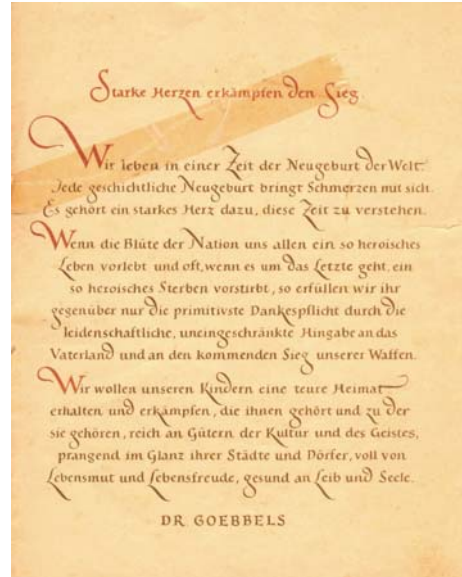 Starke Herzen erkämpfen den Sieg.
Wir leben in einer Zeit der Neugeburt der Welt.
Jede geschichtliche Neugeburt bringt Schmerzen mit sich.
Es gehört ein starkes Herz dazu, diese Zeit zu verstehen.
Wenn die Blüte der Nation uns allen ein so heroisches
Leben vorlebt und oft, wenn es um das Letzte geht, ein
so heroisches Sterben vorstirbt, so erfüllen wir ihr
gegenüber nur die primitivste Dankespflicht durch die
leidenschaftliche, uneingeschränkte Hingabe an das
Vaterland und an den kommenden Sieg unserer Waffen.
Wir wollen unseren Kindern eine teure Heimat
erhalten und erkämpfen, die ihnen gehört und zu der
sie gehören, reich an Gütern der Kultur und des Geistes,
prangend im Glanz ihrer Städte und Dörfer, voll von
Lebensmut und Lebensfreude, gesund an Leib und Seele.
DR. GOEBBELS